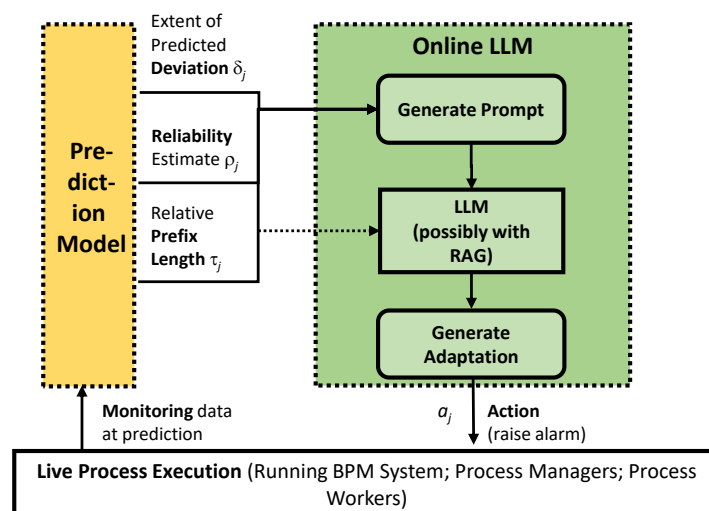 Extent of
Predicted
Deviation δj
Reliability
Estimate ρj
Relative
Prefix
Length τj
Pre-
dict-
ion
Model
Online LLM
Generate Prompt
LLM
(possibly with
RAG)
Generate
Adaptation
Monitoring data
at prediction
aj Action
(raise alarm)
Live Process Execution (Running BPM System; Process Managers; Process
Workers)